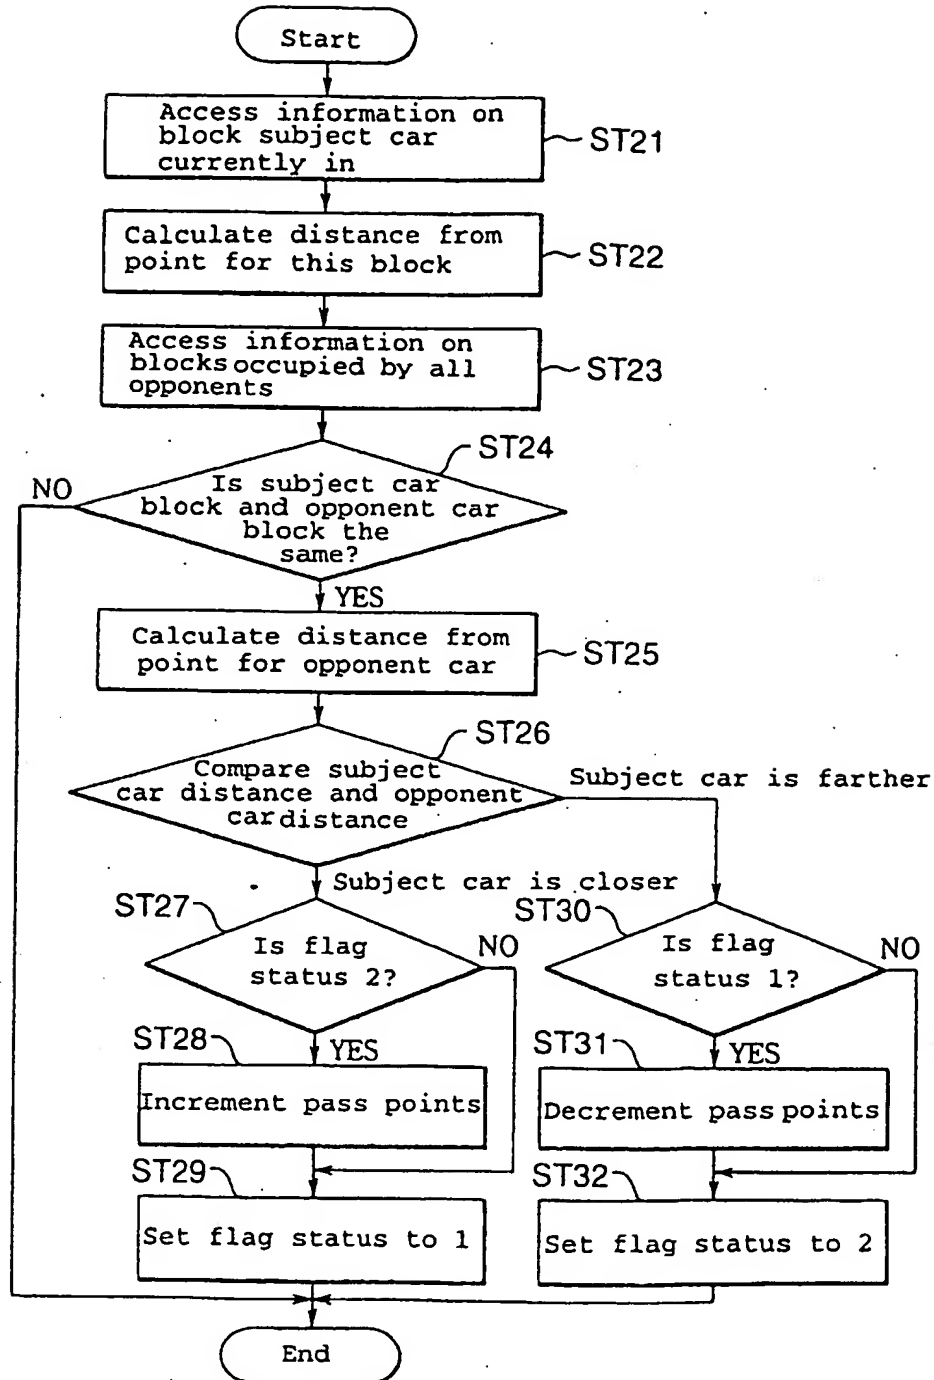 Start
Access information on
block subject car
currently in
ST21
Calculate distance from
point for this block
ST22
Access information on
blocks occupied by all
opponents
ST23
ST24
NO
Is subject car
block and opponent car
block the
same?
YES
Calculate distance from
point for opponent car
ST25
ST26
Compare subject
car distance and opponent
car distance
Subject car is farther
Subject car is closer
ST27
Is flag
status 2?
NO
ST30
Is flag
status 1?
NO
YES
ST28
Increment pass points
YES
ST31
Decrement pass points
ST29
Set flag status to 1
ST32
Set flag status to 2
End